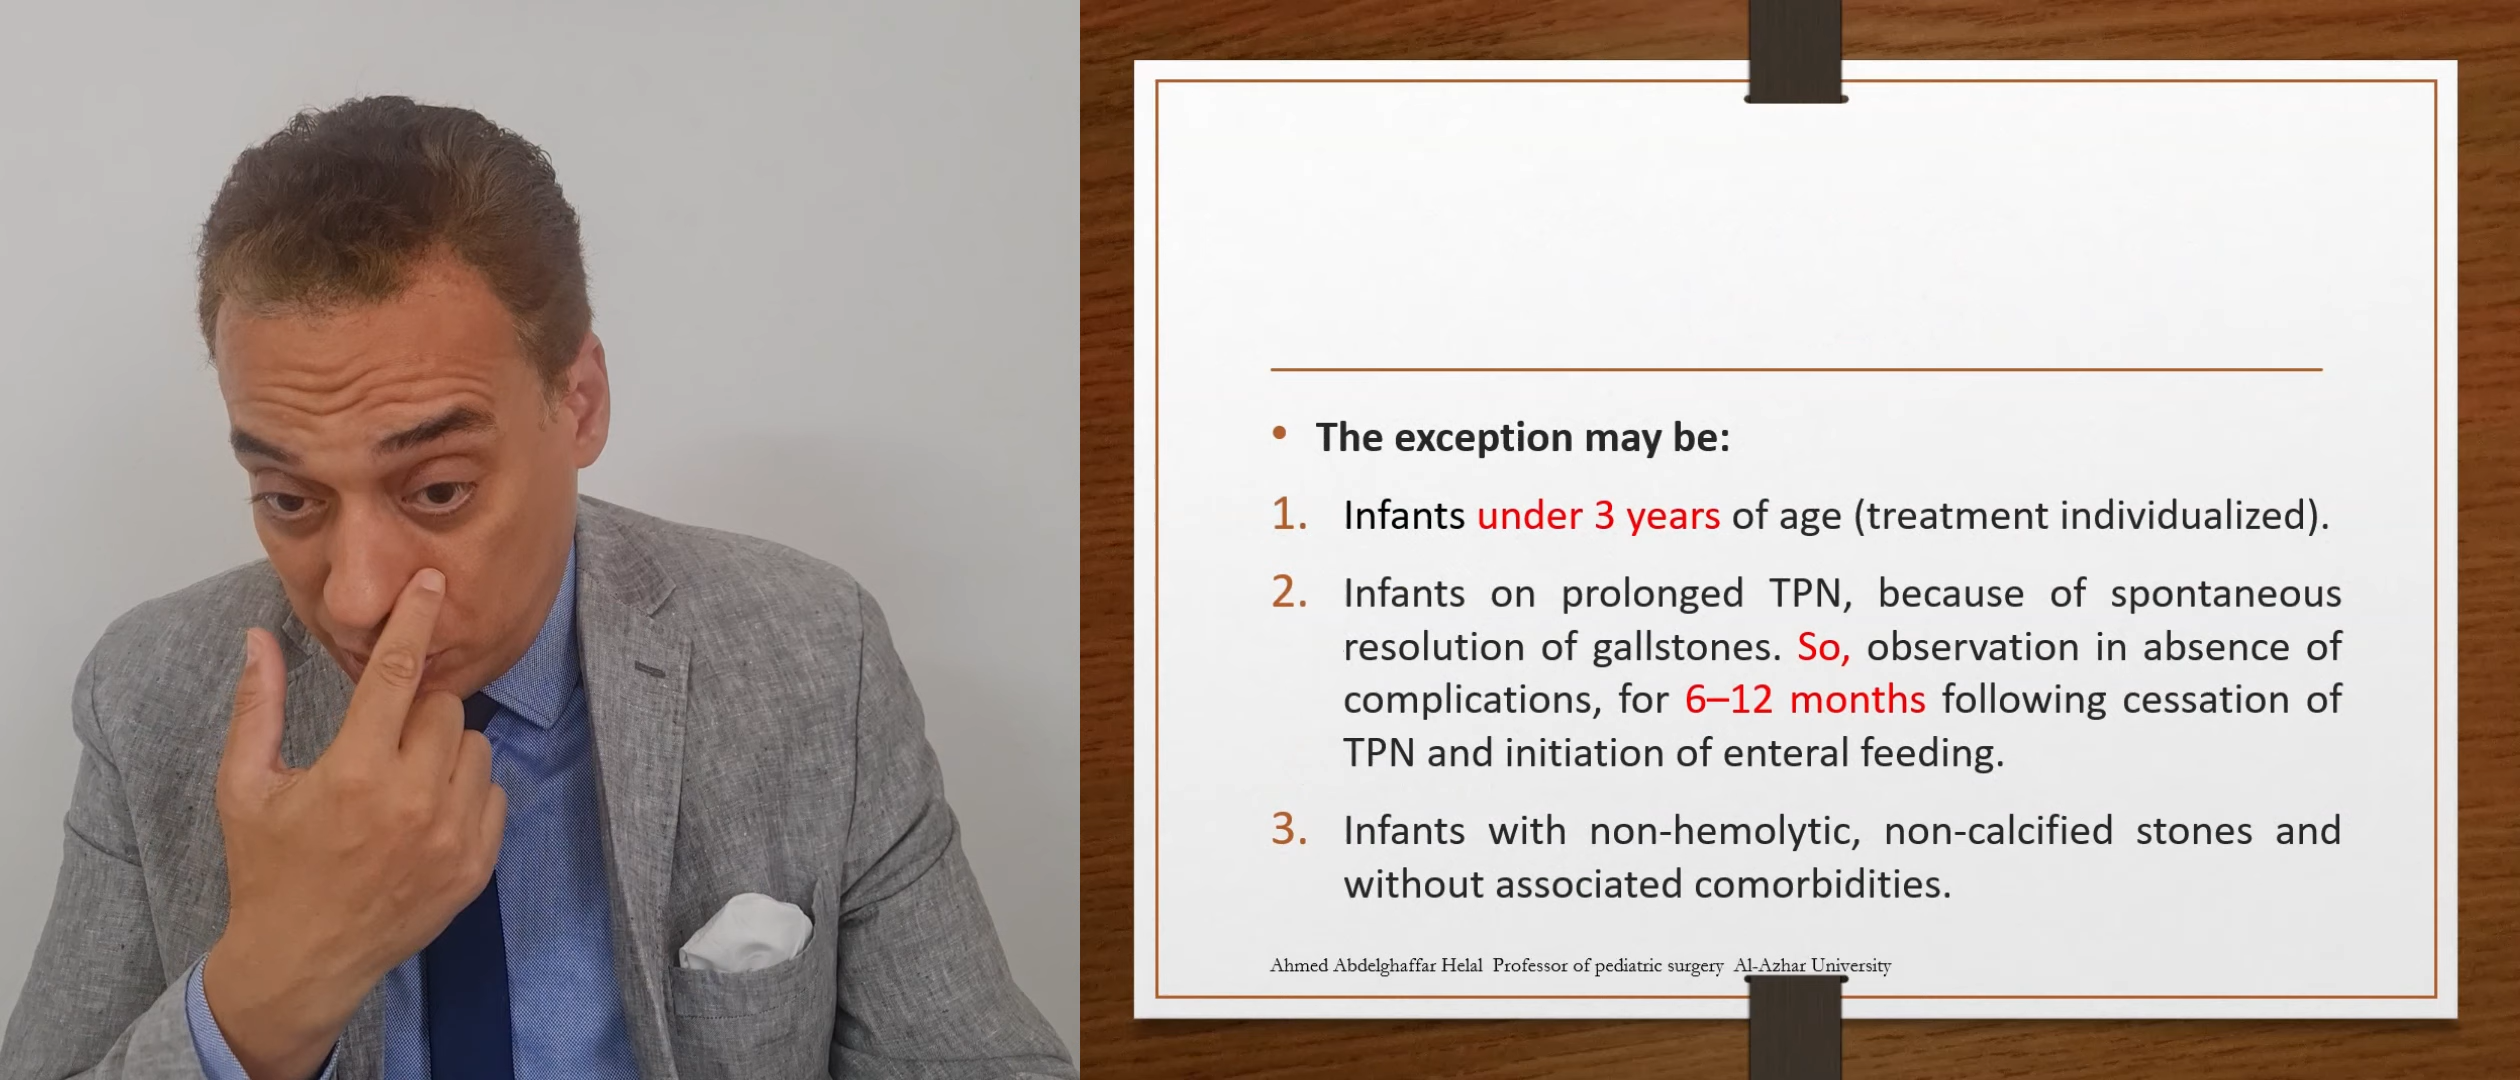 • The exception may be:
1. Infants under 3 years of age (treatment individualized).
2. Infants on prolonged TPN, because of spontaneous
resolution of gallstones. So, observation in absence of
complications, for 6–12 months following cessation of
TPN and initiation of enteral feeding.
3. Infants with non-hemolytic, non-calcified stones and
without associated comorbidities.
Ahmed Abdelghaffar Helal Professor of pediatric surgery Al-Azhar University